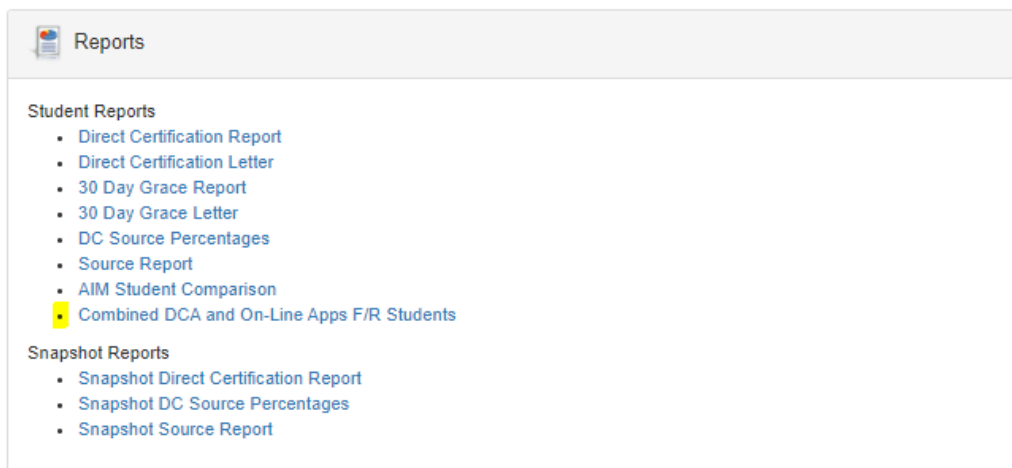 Reports
Student Reports
• Direct Certification Report
• Direct Certification Letter
• 30 Day Grace Report
• 30 Day Grace Letter
• DC Source Percentages
• Source Report
• AIM Student Comparison
• Combined DCA and On-Line Apps F/R Students
Snapshot Reports
• Snapshot Direct Certification Report
• Snapshot DC Source Percentages
• Snapshot Source Report